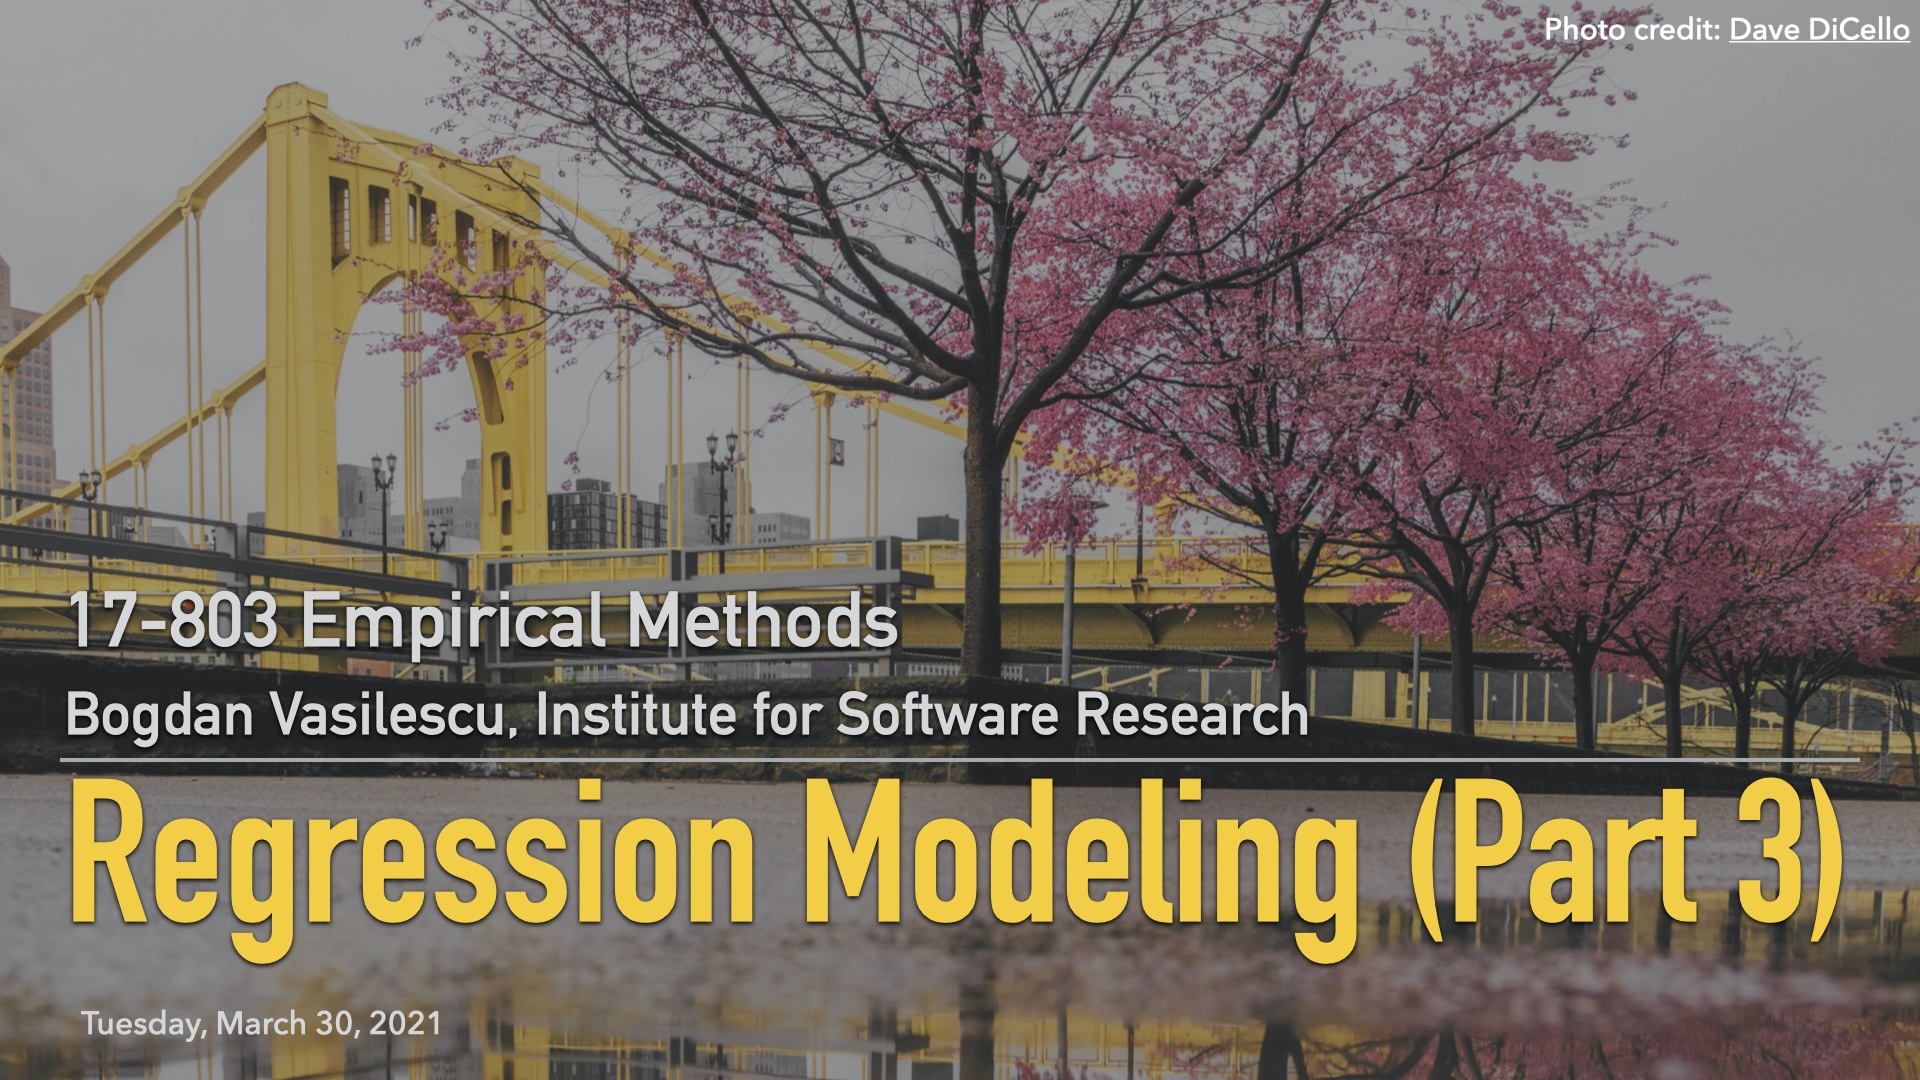 Photo credit: Dave DiCello
17-803 Empirical Methods
Bogdan Vasilescu, Institute for Software Research
Regression Modeling (Part 3)
Tuesday, March 30, 2021